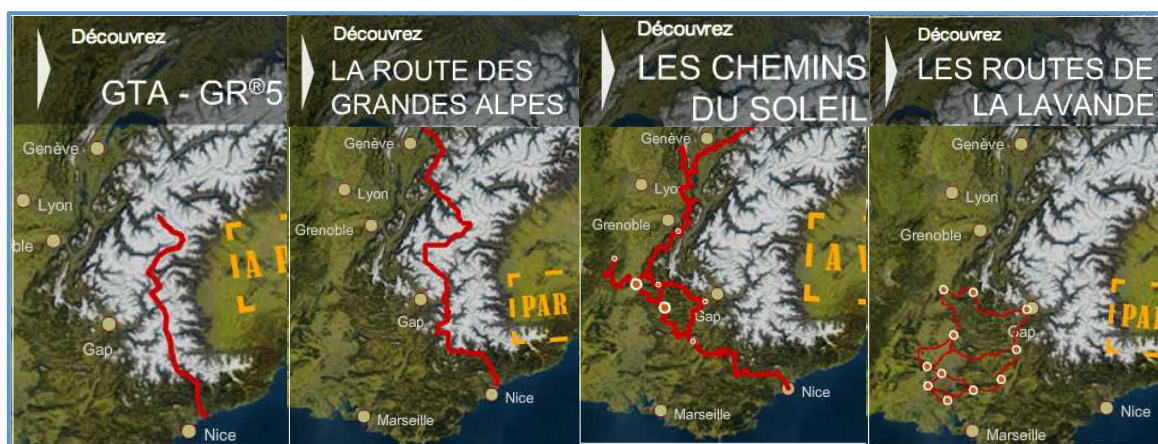 Découvrez
GTA - GR®5
Genève
Lyon
ble
Gap
Nice
A P
Découvrez
LA ROUTE DES
GRANDES ALPES
Genève
Lyon
Grenoble
Gap
PAR
Nice
Marseille
Découvrez
LES CHEMINS
DU SOLEIL
Genève
Lyo
Grenoble
A V
Gap
Nice
Marseille
Découvrez
LES ROUTES DE
LA LAVANDE
Genève
Lyon
Grenoble
Gap
PAR
Nice
Marseille